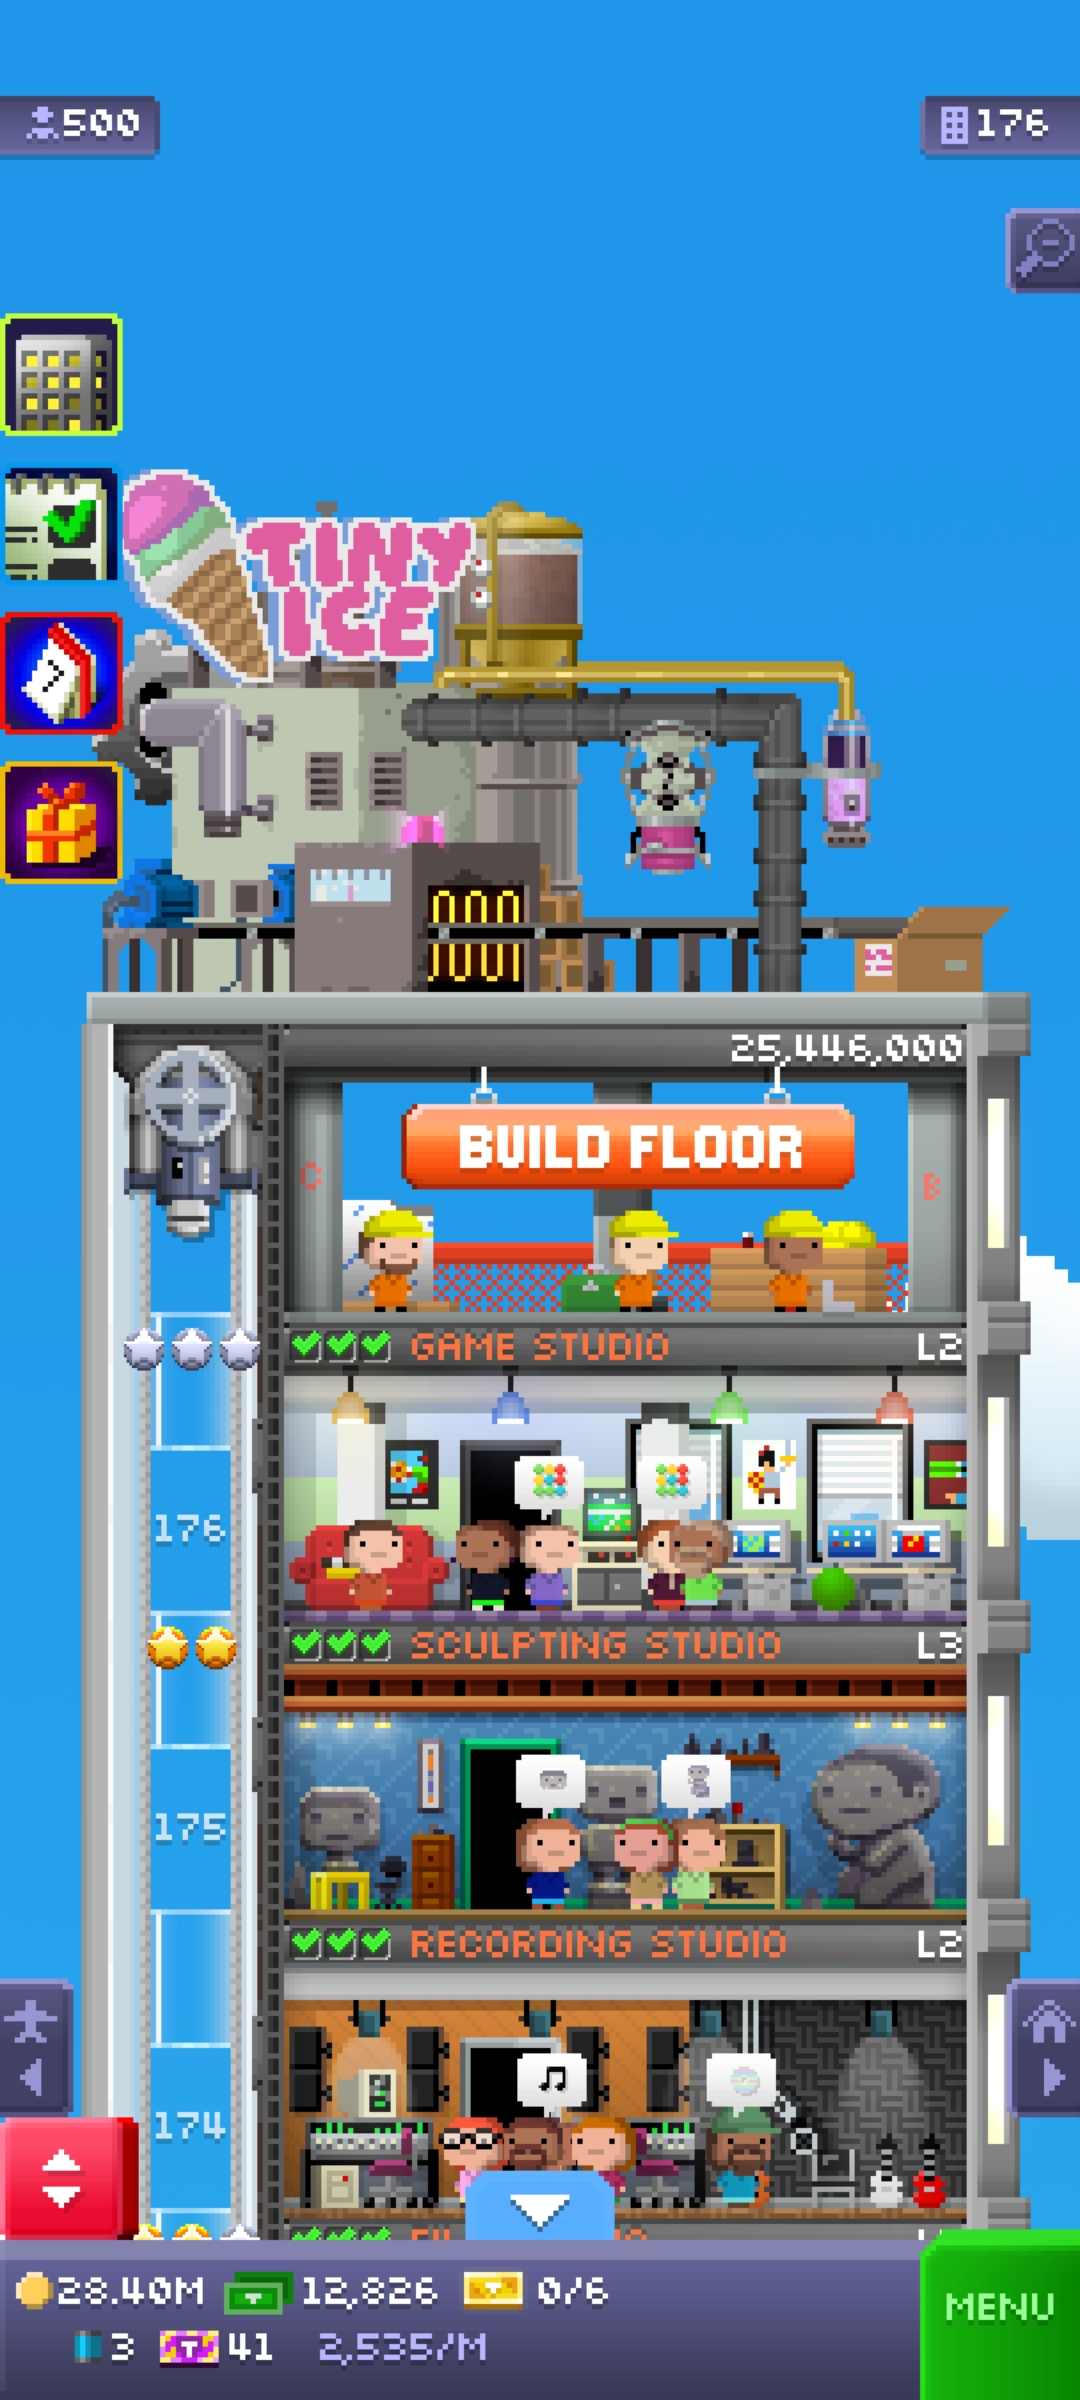 500
176
TINY
ICE
25,446,000
BUILD FLOOR
C
B
GAME STUDIO L2
176
SCULPTING STUDIO L3
175
RECORDING STUDIO L2
174
28.40M 12,826 0/6
3 T 41 2,535/M
MENU